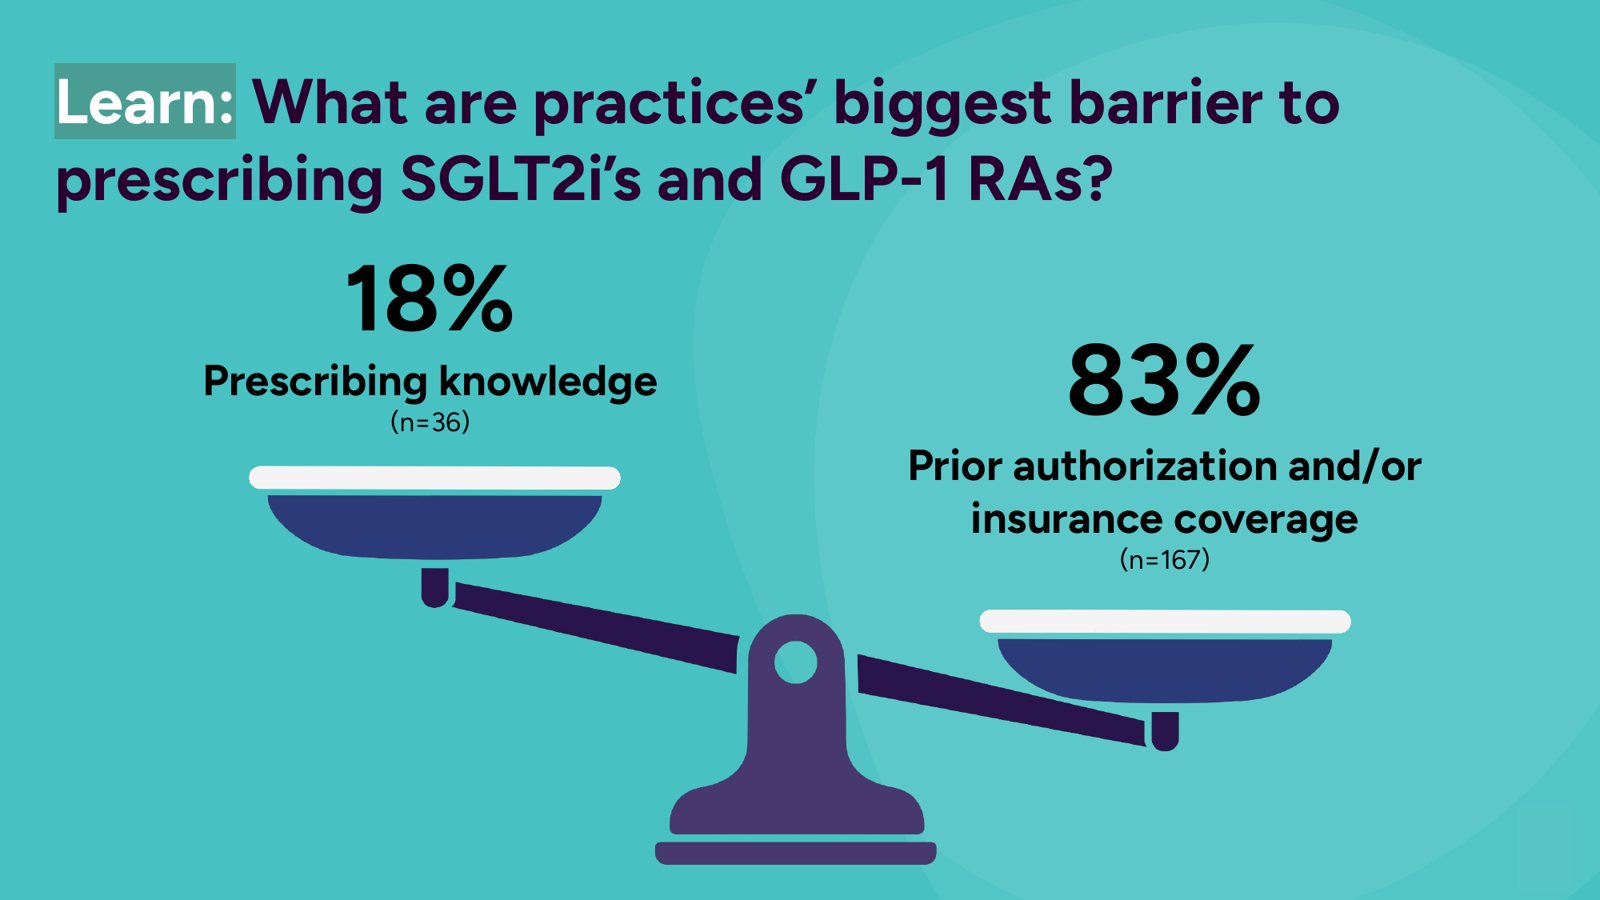 Learn: What are practices’ biggest barrier to
prescribing SGLT2i’s and GLP-1 RAs?
18%
Prescribing knowledge
(n=36)
83%
Prior authorization and/or
insurance coverage
(n=167)